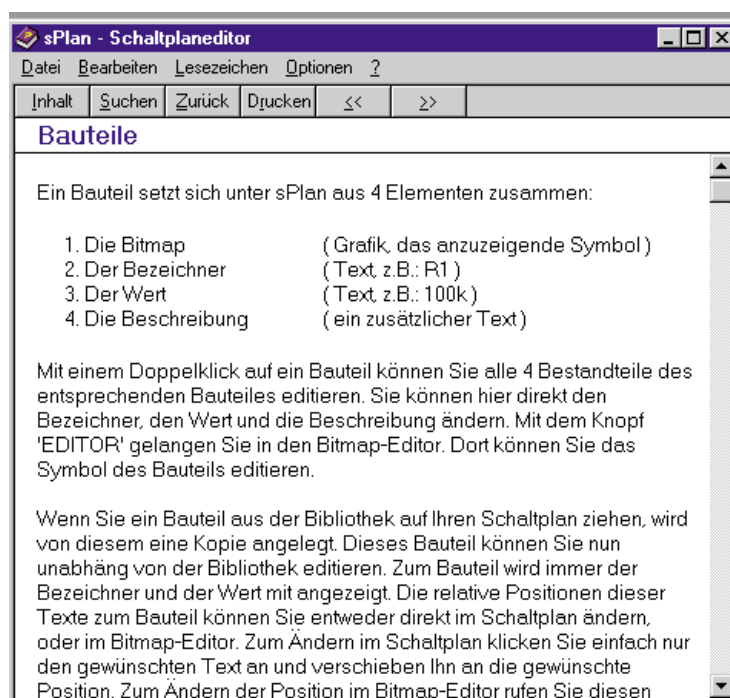 sPlan - Schaltplaneditor
Datei Bearbeiten Lesezeichen Optionen ?
Inhalt Suchen Zurück Drucken << >>
Bauteile
Ein Bauteil setzt sich unter sPlan aus 4 Elementen zusammen:
1. Die Bitmap ( Grafik, das anzuzeigende Symbol )
2. Der Bezeichner ( Text, z.B.: R1 )
3. Der Wert ( Text, z.B.: 100k )
4. Die Beschreibung ( ein zusätzlicher Text )
Mit einem Doppelklick auf ein Bauteil können Sie alle 4 Bestandteile des
entsprechenden Bauteiles editieren. Sie können hier direkt den
Bezeichner, den Wert und die Beschreibung ändern. Mit dem Knopf
'EDITOR' gelangen Sie in den Bitmap-Editor. Dort können Sie das
Symbol des Bauteils editieren.
Wenn Sie ein Bauteil aus der Bibliothek auf Ihren Schaltplan ziehen, wird
von diesem eine Kopie angelegt. Dieses Bauteil können Sie nun
unabhäng von der Bibliothek editieren. Zum Bauteil wird immer der
Bezeichner und der Wert mit angezeigt. Die relative Positionen dieser
Texte zum Bauteil können Sie entweder direkt im Schaltplan ändern,
oder im Bitmap-Editor. Zum Ändern im Schaltplan klicken Sie einfach nur
den gewünschten Text an und verschieben Ihn an die gewünschte
Position. Zum Ändern der Position im Bitmap-Editor rufen Sie diesen